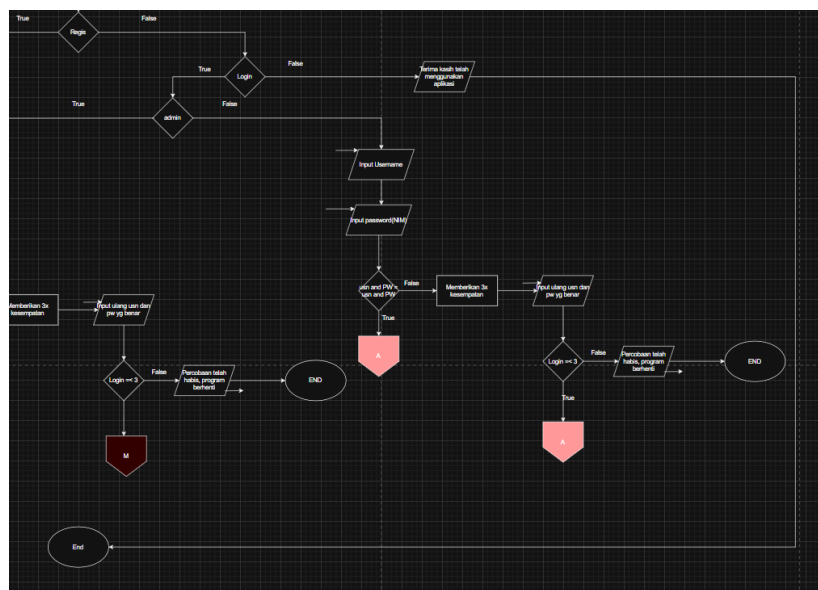 True
False
Regis
True
Login
False
Terima kasih telah
menggunakan
aplikasi
True
admin
False
Input Username
Input password(NIM)
usn and PW =
usn and PW
False
Memberikan 3x
kesempatan
Input ulang usn dan
pw yg benar
True
A
Login =< 3
False
Percobaan telah
habis, program
berhenti
END
True
A
Memberikan 3x
kesempatan
Input ulang usn dan
pw yg benar
Login =< 3
False
Percobaan telah
habis, program
berhenti
END
M
End